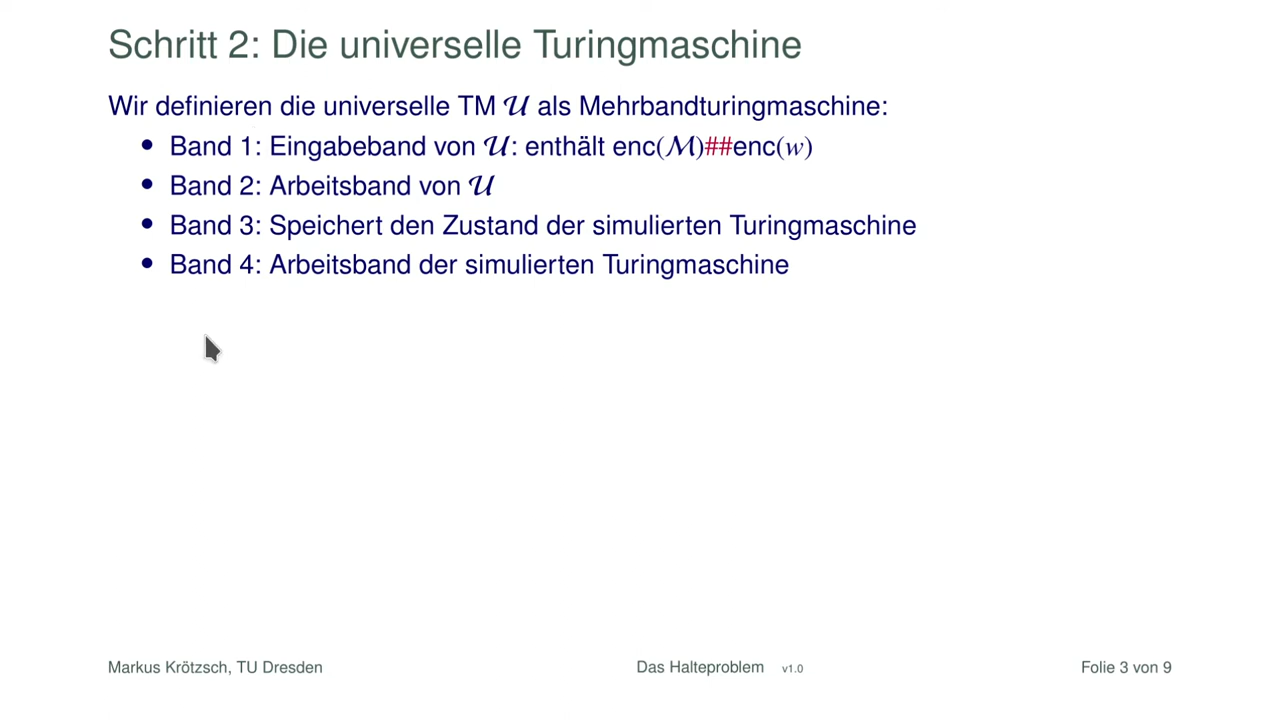 Schritt 2: Die universelle Turingmaschine
Wir definieren die universelle TM 𝒰 als Mehrbandturingmaschine:
• Band 1: Eingabeband von 𝒰: enthält enc(ℳ)##enc(w)
• Band 2: Arbeitsband von 𝒰
• Band 3: Speichert den Zustand der simulierten Turingmaschine
• Band 4: Arbeitsband der simulierten Turingmaschine
Markus Krötzsch, TU Dresden Das Halteproblem v1.0 Folie 3 von 9